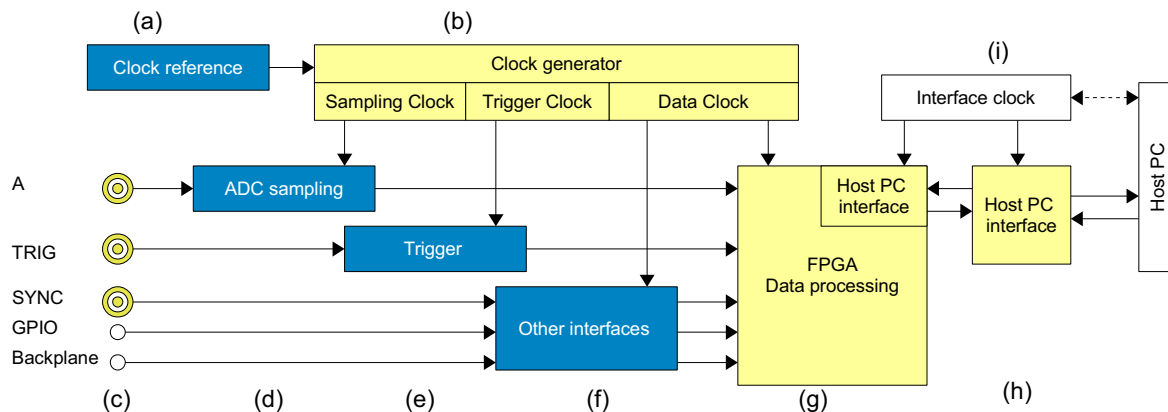 (a)
(b)
Clock reference
Clock generator
Sampling Clock
Trigger Clock
Data Clock
(i)
Interface clock
Host PC
A
ADC sampling
Host PC
interface
Host PC
interface
TRIG
Trigger
FPGA
Data processing
SYNC
GPIO
Backplane
Other interfaces
(c)
(d)
(e)
(f)
(g)
(h)